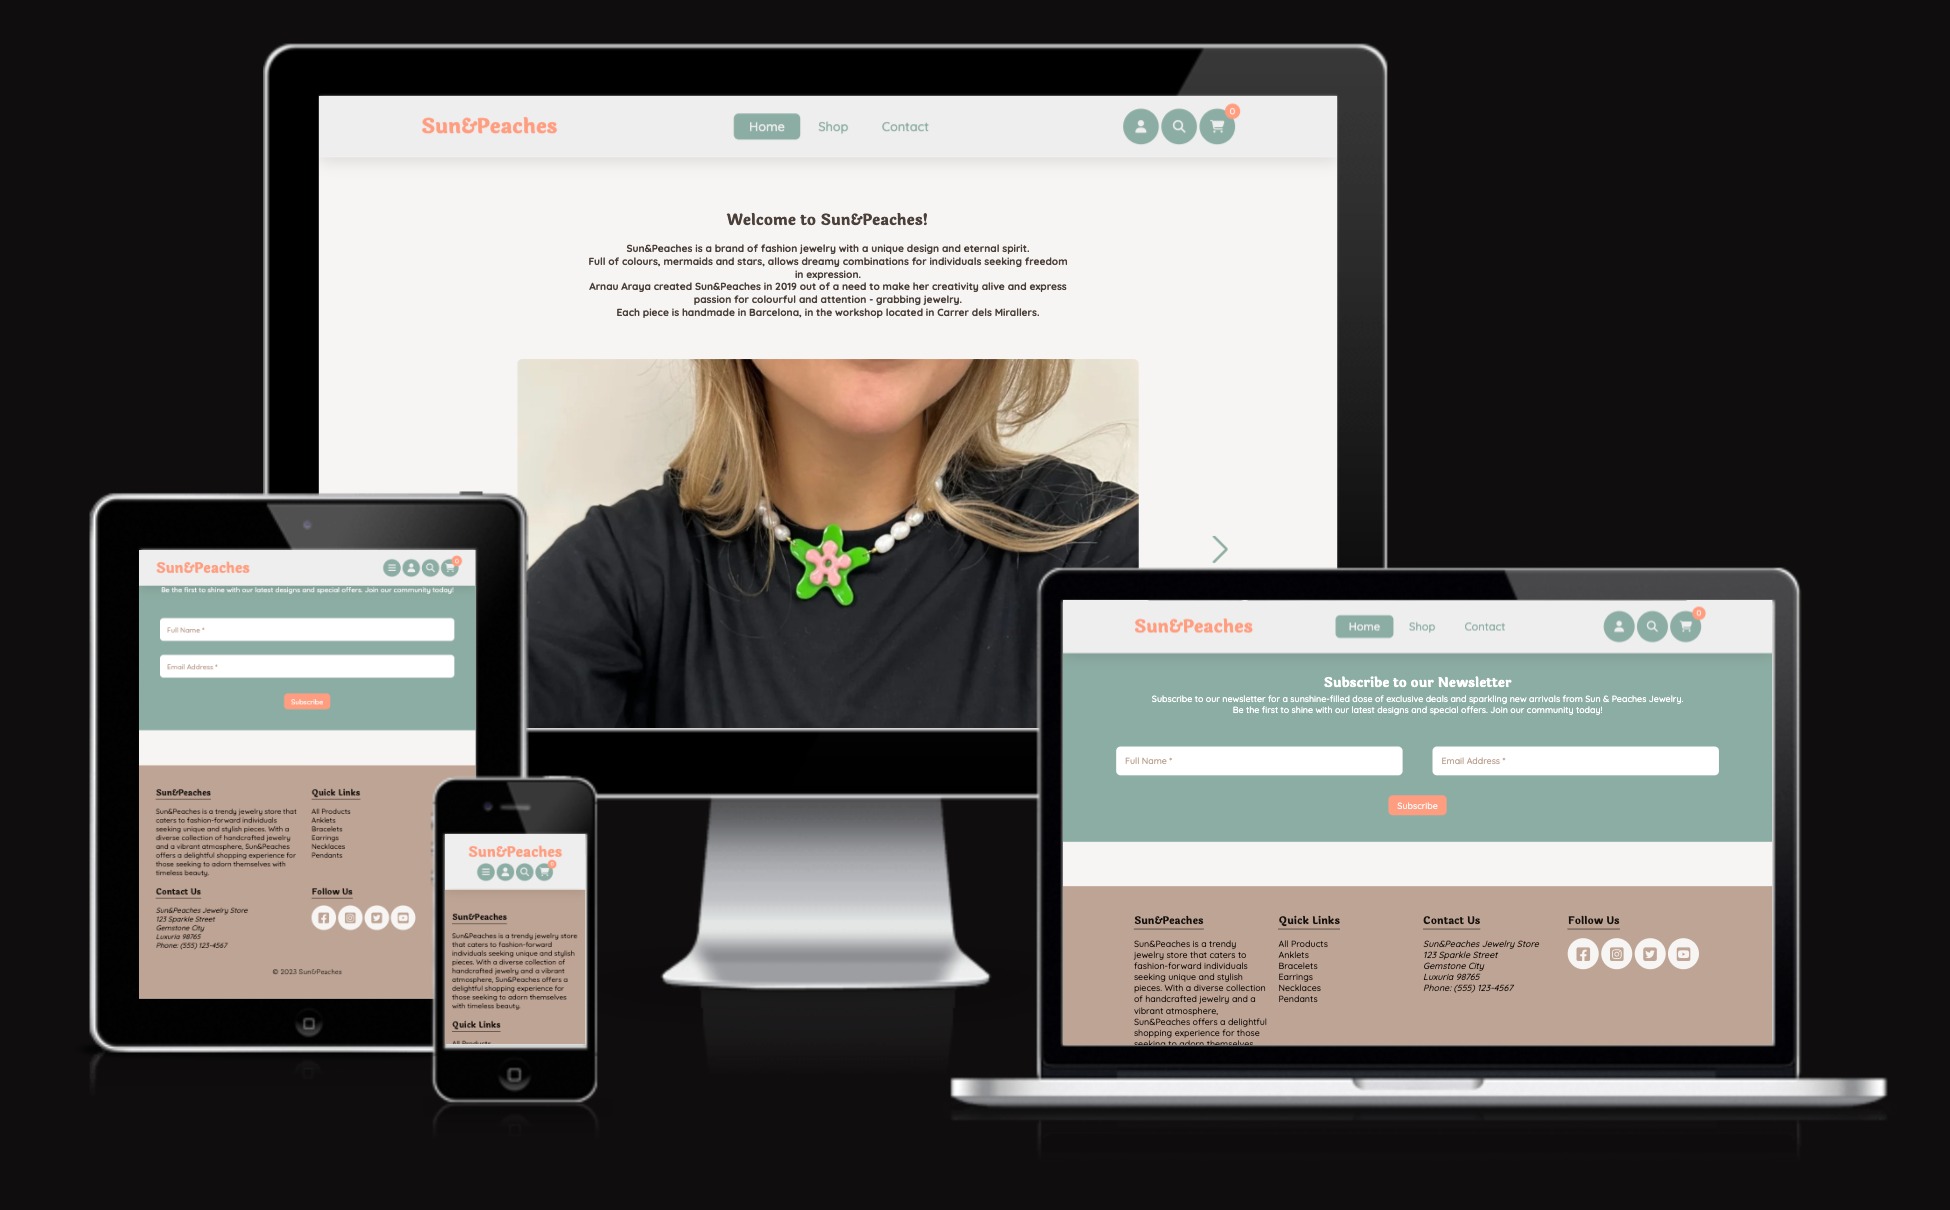 Sun&Peaches
Home Shop Contact
0
Welcome to Sun&Peaches!
Sun&Peaches is a brand of fashion jewelry with a unique design and eternal spirit.
Full of colours, mermaids and stars, allows dreamy combinations for individuals seeking freedom
in expression.
Arnau Araya created Sun&Peaches in 2019 out of a need to make her creativity alive and express
passion for colourful and attention - grabbing jewelry.
Each piece is handmade in Barcelona, in the workshop located in Carrer dels Mirallers.
Sun&Peaches
0
Be the first to shine with our latest designs and special offers. Join our community today!
Full Name *
Email Address *
Subscribe
Sun&Peaches
Sun&Peaches is a trendy jewelry store that
caters to fashion-forward individuals
seeking unique and stylish pieces. With a
diverse collection of handcrafted jewelry
and a vibrant atmosphere, Sun&Peaches
offers a delightful shopping experience for
those seeking to adorn themselves with
timeless beauty.
Quick Links
All Products
Anklets
Bracelets
Earrings
Necklaces
Pendants
Contact Us
Sun&Peaches Jewelry Store
123 Sparkle Street
Gemstone City
Luxuria 98765
Phone: (555) 123-4567
Follow Us
© 2023 Sun&Peaches
Sun&Peaches
0
Sun&Peaches
Sun&Peaches is a trendy jewelry store
that caters to fashion-forward
individuals seeking unique and stylish
pieces. With a diverse collection of
handcrafted jewelry and a vibrant
atmosphere, Sun&Peaches offers a
delightful shopping experience for
those seeking to adorn themselves
with timeless beauty.
Quick Links
All Products
Sun&Peaches
Home Shop Contact
0
Subscribe to our Newsletter
Subscribe to our newsletter for a sunshine-filled dose of exclusive deals and sparkling new arrivals from Sun & Peaches Jewelry.
Be the first to shine with our latest designs and special offers. Join our community today!
Full Name *
Email Address *
Subscribe
Sun&Peaches
Sun&Peaches is a trendy
jewelry store that caters to
fashion-forward individuals
seeking unique and stylish
pieces. With a diverse collection
of handcrafted jewelry and a
vibrant atmosphere,
Sun&Peaches offers a delightful
shopping experience for those
seeking to adorn themselves
Quick Links
All Products
Anklets
Bracelets
Earrings
Necklaces
Pendants
Contact Us
Sun&Peaches Jewelry Store
123 Sparkle Street
Gemstone City
Luxuria 98765
Phone: (555) 123-4567
Follow Us